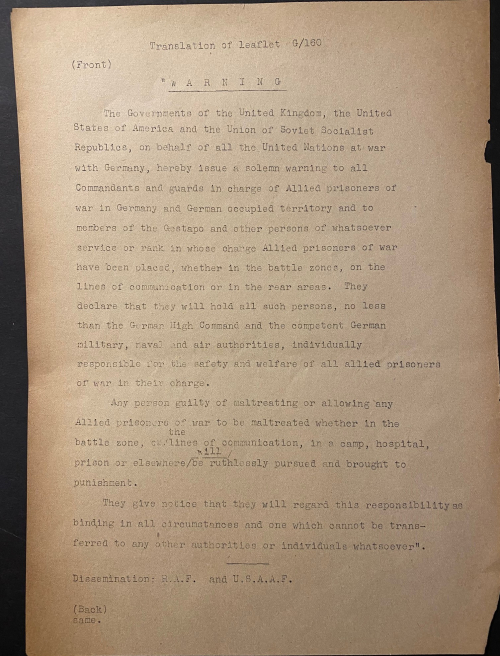 Translation of leaflet G/160
(Front)
"W A R N I N G
The Governments of the United Kingdom, the United
States of America and the Union of Soviet Socialist
Republics, on behalf of all the United Nations at war
with Germany, hereby issue a solemn warning to all
Commandants and guards in charge of Allied prisoners of
war in Germany and German occupied territory and to
members of the Gestapo and other persons of whatsoever
service or rank in whose charge Allied prisoners of war
have been placed, whether in the battle zones, on the
lines of communication or in the rear areas. They
declare that they will hold all such persons, no less
than the German High Command and the competent German
military, naval and air authorities, individually
responsible for the safety and welfare of all allied prisoners
of war in their charge.
Any person guilty of maltreating or allowing any
Allied prisoners of war to be maltreated whether in the
the
battle zone, on/lines of communication, in a camp, hospital,
will
prison or elsewhere/be ruthlessly pursued and brought to
punishment.
They give notice that they will regard this responsibility as
binding in all circumstances and one which cannot be trans-
ferred to any other authorities or individuals whatsoever".
Dissemination: R.A.F. and U.S.A.A.F.
(Back)
same.